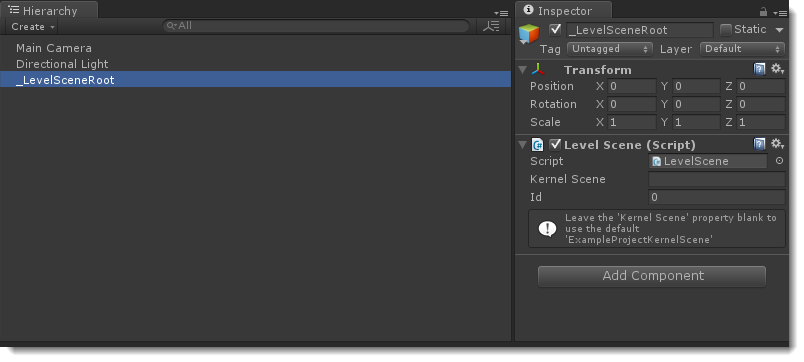 Hierarchy
Create
All
Main Camera
Directional Light
_LevelSceneRoot
Inspector
_LevelSceneRoot Static
Tag Untagged Layer Default
Transform
Position X 0 Y 0 Z 0
Rotation X 0 Y 0 Z 0
Scale X 1 Y 1 Z 1
C# Level Scene (Script)
Script LevelScene
Kernel Scene
Id 0
Leave the 'Kernel Scene' property blank to
use the default
'ExampleProjectKernelScene'
Add Component